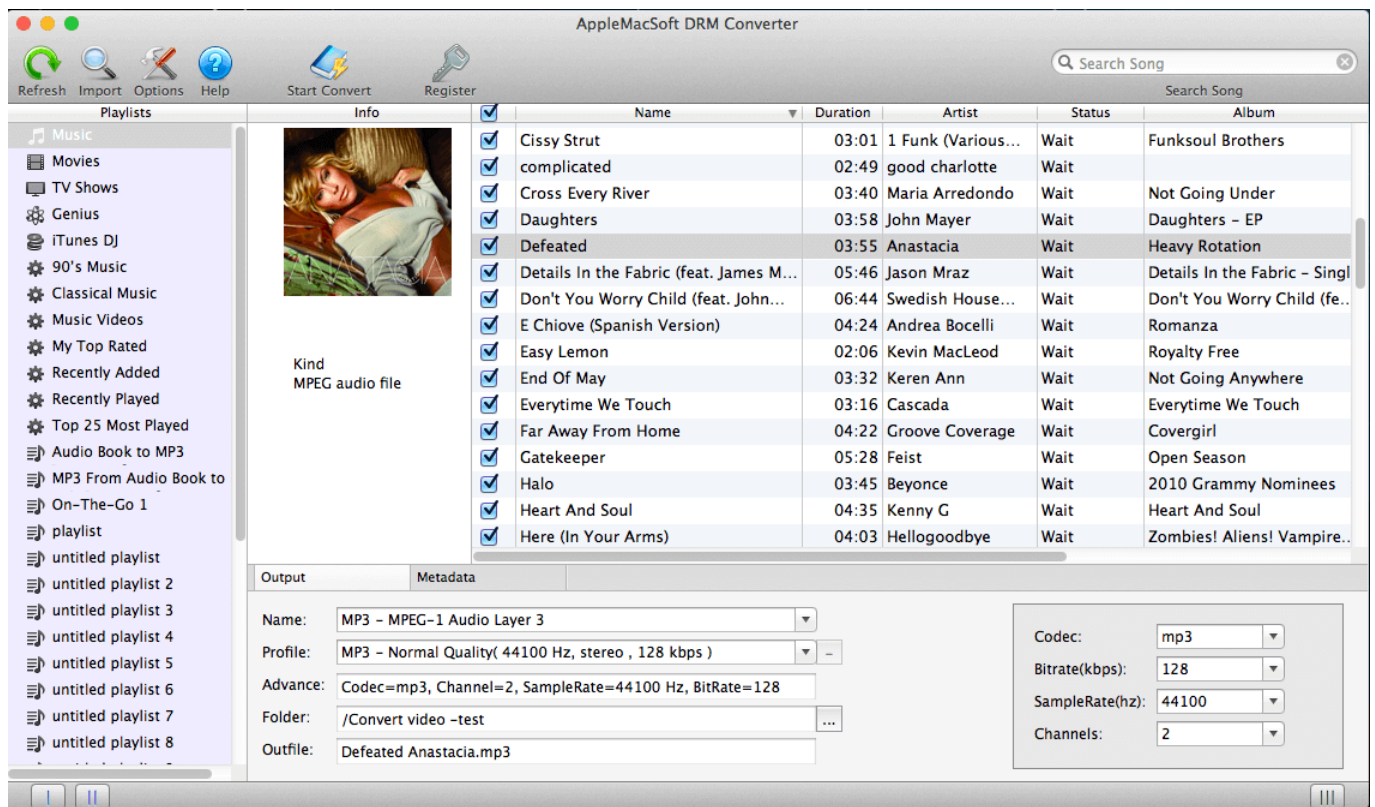 AppleMacSoft DRM Converter
Refresh Import Options Help Start Convert Register
Search Song
Search Song
Playlists Info Name Duration Artist Status Album
Music
Movies
TV Shows
Genius
iTunes DJ
90's Music
Classical Music
Music Videos
My Top Rated
Recently Added
Recently Played
Top 25 Most Played
Audio Book to MP3
MP3 From Audio Book to
On-The-Go 1
playlist
untitled playlist
untitled playlist 2
untitled playlist 3
untitled playlist 4
untitled playlist 5
untitled playlist 6
untitled playlist 7
untitled playlist 8
ANASTACIA
Kind
MPEG audio file
Cissy Strut 03:01 1 Funk (Various... Wait Funksoul Brothers
complicated 02:49 good charlotte Wait
Cross Every River 03:40 Maria Arredondo Wait Not Going Under
Daughters 03:58 John Mayer Wait Daughters – EP
Defeated 03:55 Anastacia Wait Heavy Rotation
Details In the Fabric (feat. James M... 05:46 Jason Mraz Wait Details In the Fabric – Singl
Don't You Worry Child (feat. John... 06:44 Swedish House... Wait Don't You Worry Child (fe..
E Chiove (Spanish Version) 04:24 Andrea Bocelli Wait Romanza
Easy Lemon 02:06 Kevin MacLeod Wait Royalty Free
End Of May 03:32 Keren Ann Wait Not Going Anywhere
Everytime We Touch 03:16 Cascada Wait Everytime We Touch
Far Away From Home 04:22 Groove Coverage Wait Covergirl
Gatekeeper 05:28 Feist Wait Open Season
Halo 03:45 Beyonce Wait 2010 Grammy Nominees
Heart And Soul 04:35 Kenny G Wait Heart And Soul
Here (In Your Arms) 04:03 Hellogoodbye Wait Zombies! Aliens! Vampire..
Output Metadata
Name: MP3 – MPEG-1 Audio Layer 3
Profile: MP3 – Normal Quality( 44100 Hz, stereo , 128 kbps )
Advance: Codec=mp3, Channel=2, SampleRate=44100 Hz, BitRate=128
Folder: /Convert video –test ...
Outfile: Defeated Anastacia.mp3
Codec: mp3
Bitrate(kbps): 128
SampleRate(hz): 44100
Channels: 2